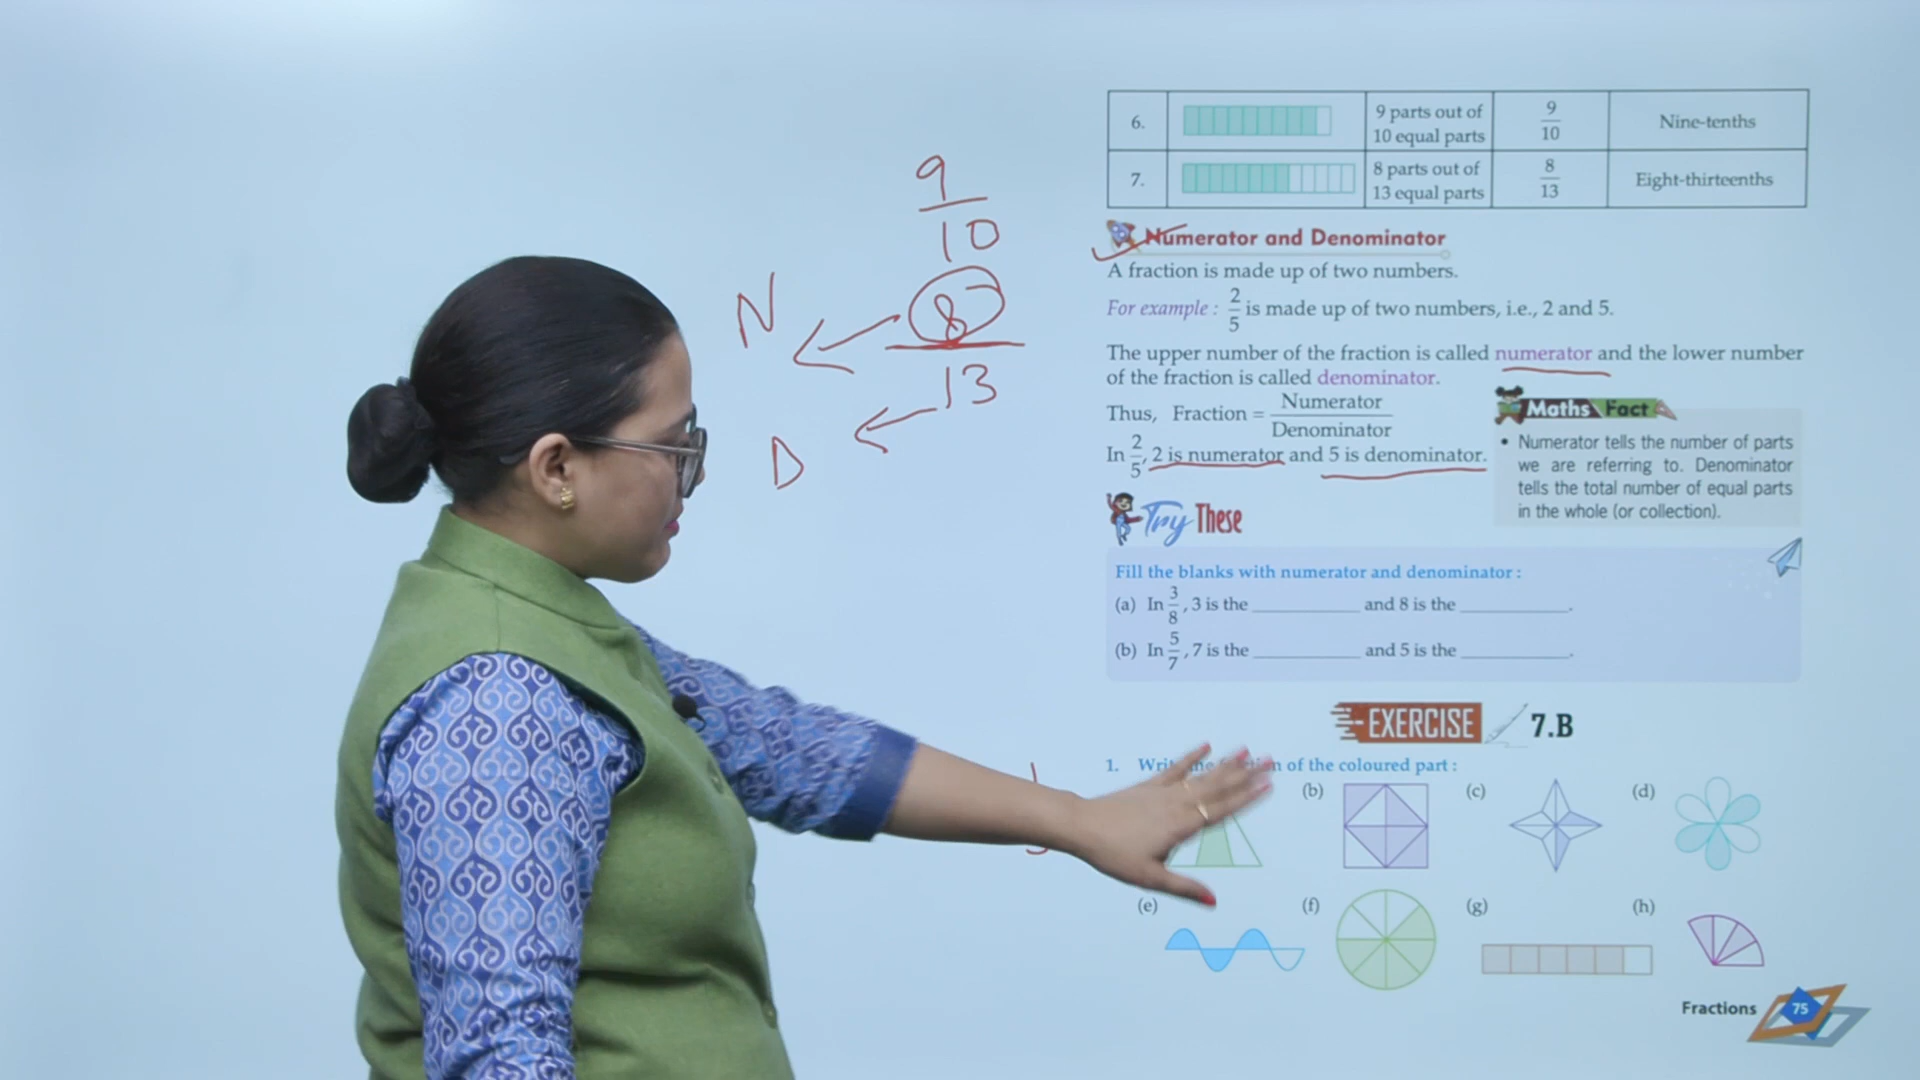 6.
9 parts out of
10 equal parts
9
10
Nine-tenths
7.
8 parts out of
13 equal parts
8
13
Eight-thirteenths
9
10
8
13
N
D
Numerator and Denominator
A fraction is made up of two numbers.
For example : 2/5 is made up of two numbers, i.e., 2 and 5.
The upper number of the fraction is called numerator and the lower number
of the fraction is called denominator.
Thus, Fraction = Numerator/Denominator
In 2/5, 2 is numerator and 5 is denominator.
Maths Fact
• Numerator tells the number of parts
we are referring to. Denominator
tells the total number of equal parts
in the whole (or collection).
Try These
Fill the blanks with numerator and denominator :
(a) In 3/8, 3 is the __________ and 8 is the __________.
(b) In 5/7, 7 is the __________ and 5 is the __________.
EXERCISE 7.B
1. of the coloured part :
(b)
(c)
(d)
(e)
(f)
(g)
(h)
Fractions 75